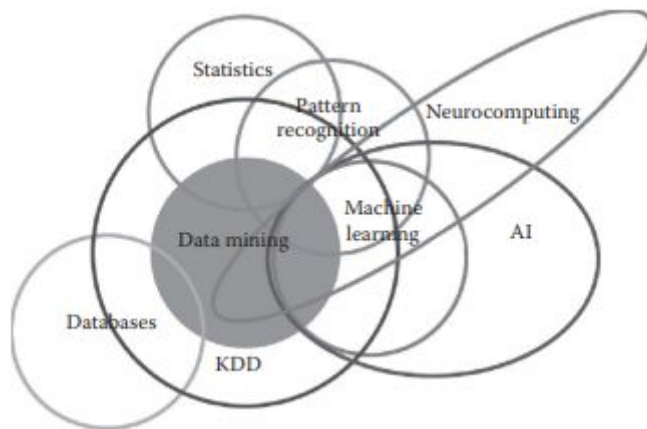 Statistics
Pattern
recognition
Neurocomputing
Machine
learning
Data mining
AI
Databases
KDD